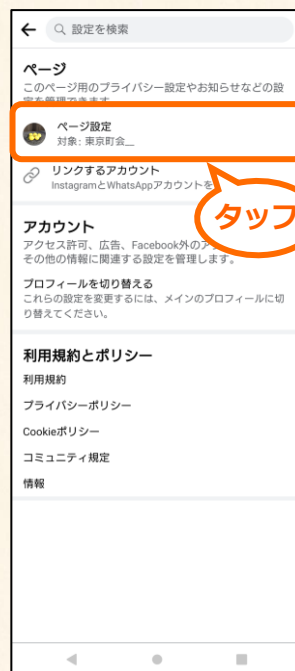 設定を検索
ページ
このページ用のプライバシー設定やお知らせなどの設
定を管理できます
ページ設定
対象: 東京町会__
リンクするアカウント
InstagramとWhatsAppアカウントを
タップ
アカウント
アクセス許可、広告、Facebook外の
その他の情報に関連する設定を管理します。
プロフィールを切り替える
これらの設定を変更するには、メインのプロフィールに切
り替えてください。
利用規約とポリシー
利用規約
プライバシーポリシー
Cookieポリシー
コミュニティ規定
情報